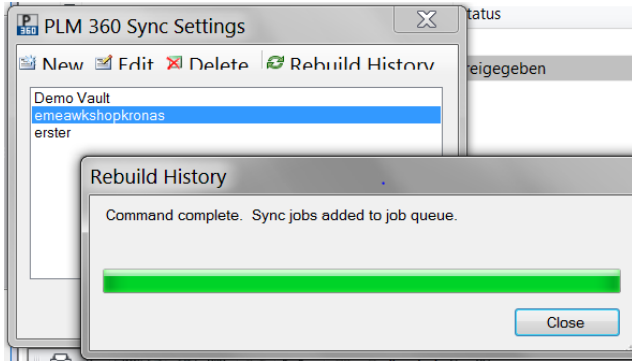 tatus
P 360 PLM 360 Sync Settings
New Edit Delete Rebuild History
reigegeben
Demo Vault
emeawkshopkronas
erster
Rebuild History
Command complete. Sync jobs added to job queue.
Close